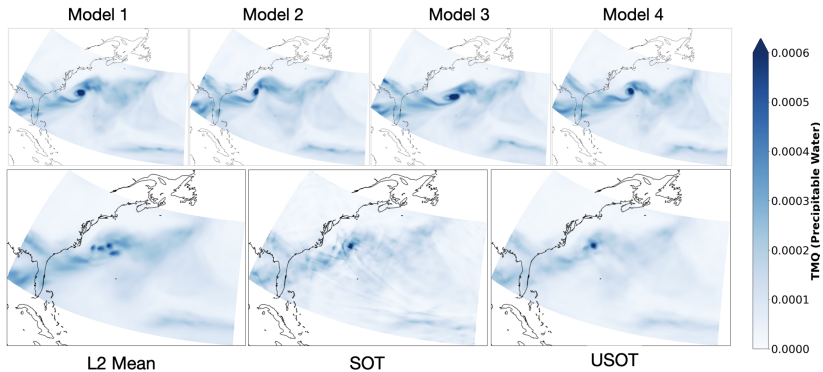 Model 1
Model 2
Model 3
Model 4
L2 Mean
SOT
USOT
0.0006
0.0005
0.0004
0.0003
0.0002
0.0001
0.0000
TMQ (Precipitable Water)